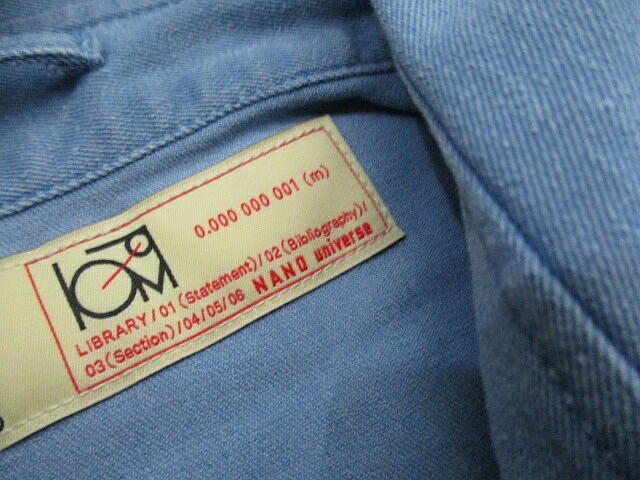 0.000 000 001 (m)
LIBRARY/01 (Statement)/02 (Bibliography)/
03 (Section)/04/05/06 NANO universe